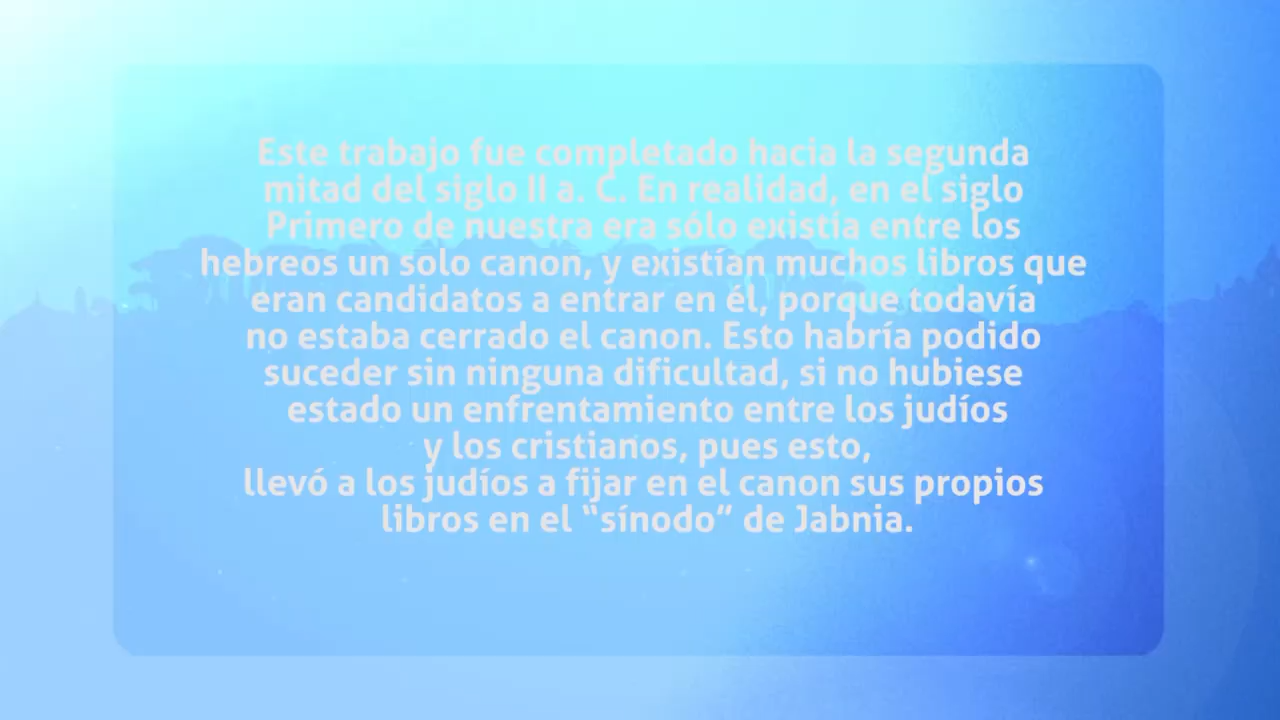 Este trabajo fue completado hacia la segunda
mitad del siglo II a. C. En realidad, en el siglo
Primero de nuestra era sólo existía entre los
hebreos un solo canon, y existían muchos libros que
eran candidatos a entrar en él, porque todavía
no estaba cerrado el canon. Esto habría podido
suceder sin ninguna dificultad, si no hubiese
estado un enfrentamiento entre los judíos
y los cristianos, pues esto,
llevó a los judíos a fijar en el canon sus propios
libros en el “sínodo” de Jabnia.